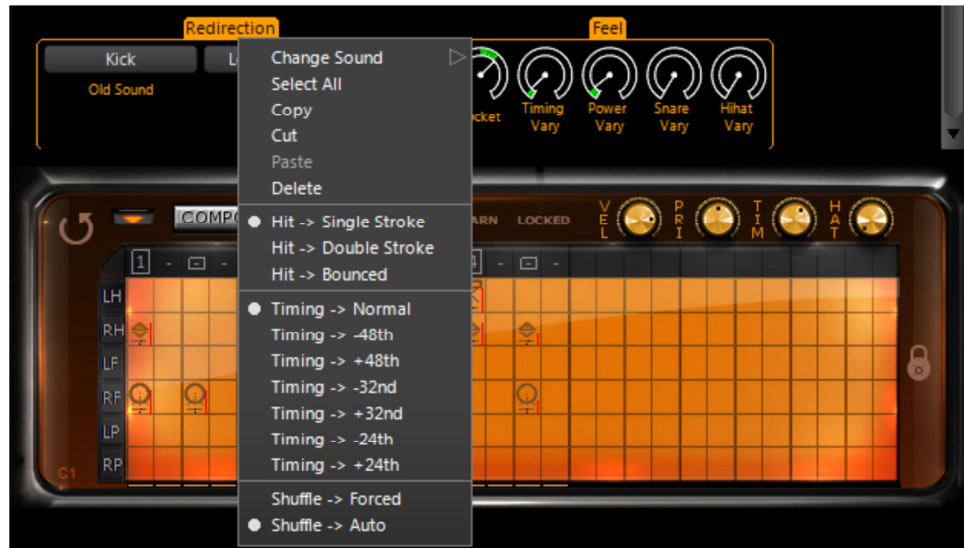 Redirection
Feel
Kick
Old Sound
Timing
Vary
Power
Vary
Snare
Vary
Hihat
Vary
Change Sound
Select All
Copy
Cut
Paste
Delete
Hit -> Single Stroke
Hit -> Double Stroke
Hit -> Bounced
Timing -> Normal
Timing -> -48th
Timing -> +48th
Timing -> -32nd
Timing -> +32nd
Timing -> -24th
Timing -> +24th
Shuffle -> Forced
Shuffle -> Auto
LOCKED
VEL
PRI
TIM
HAT
1
LH
RH
LF
RF
LP
RP
C1